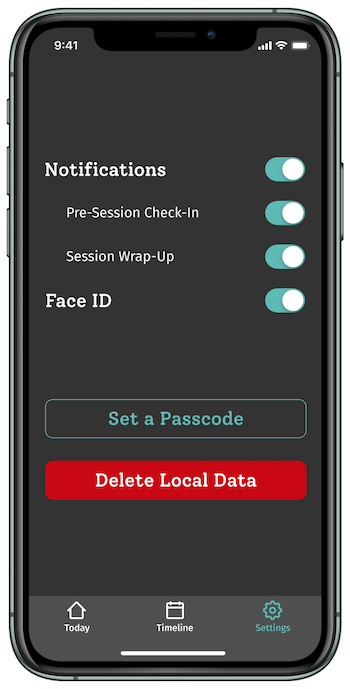 9:41
Notifications
Pre-Session Check-In
Session Wrap-Up
Face ID
Set a Passcode
Delete Local Data
Today Timeline Settings